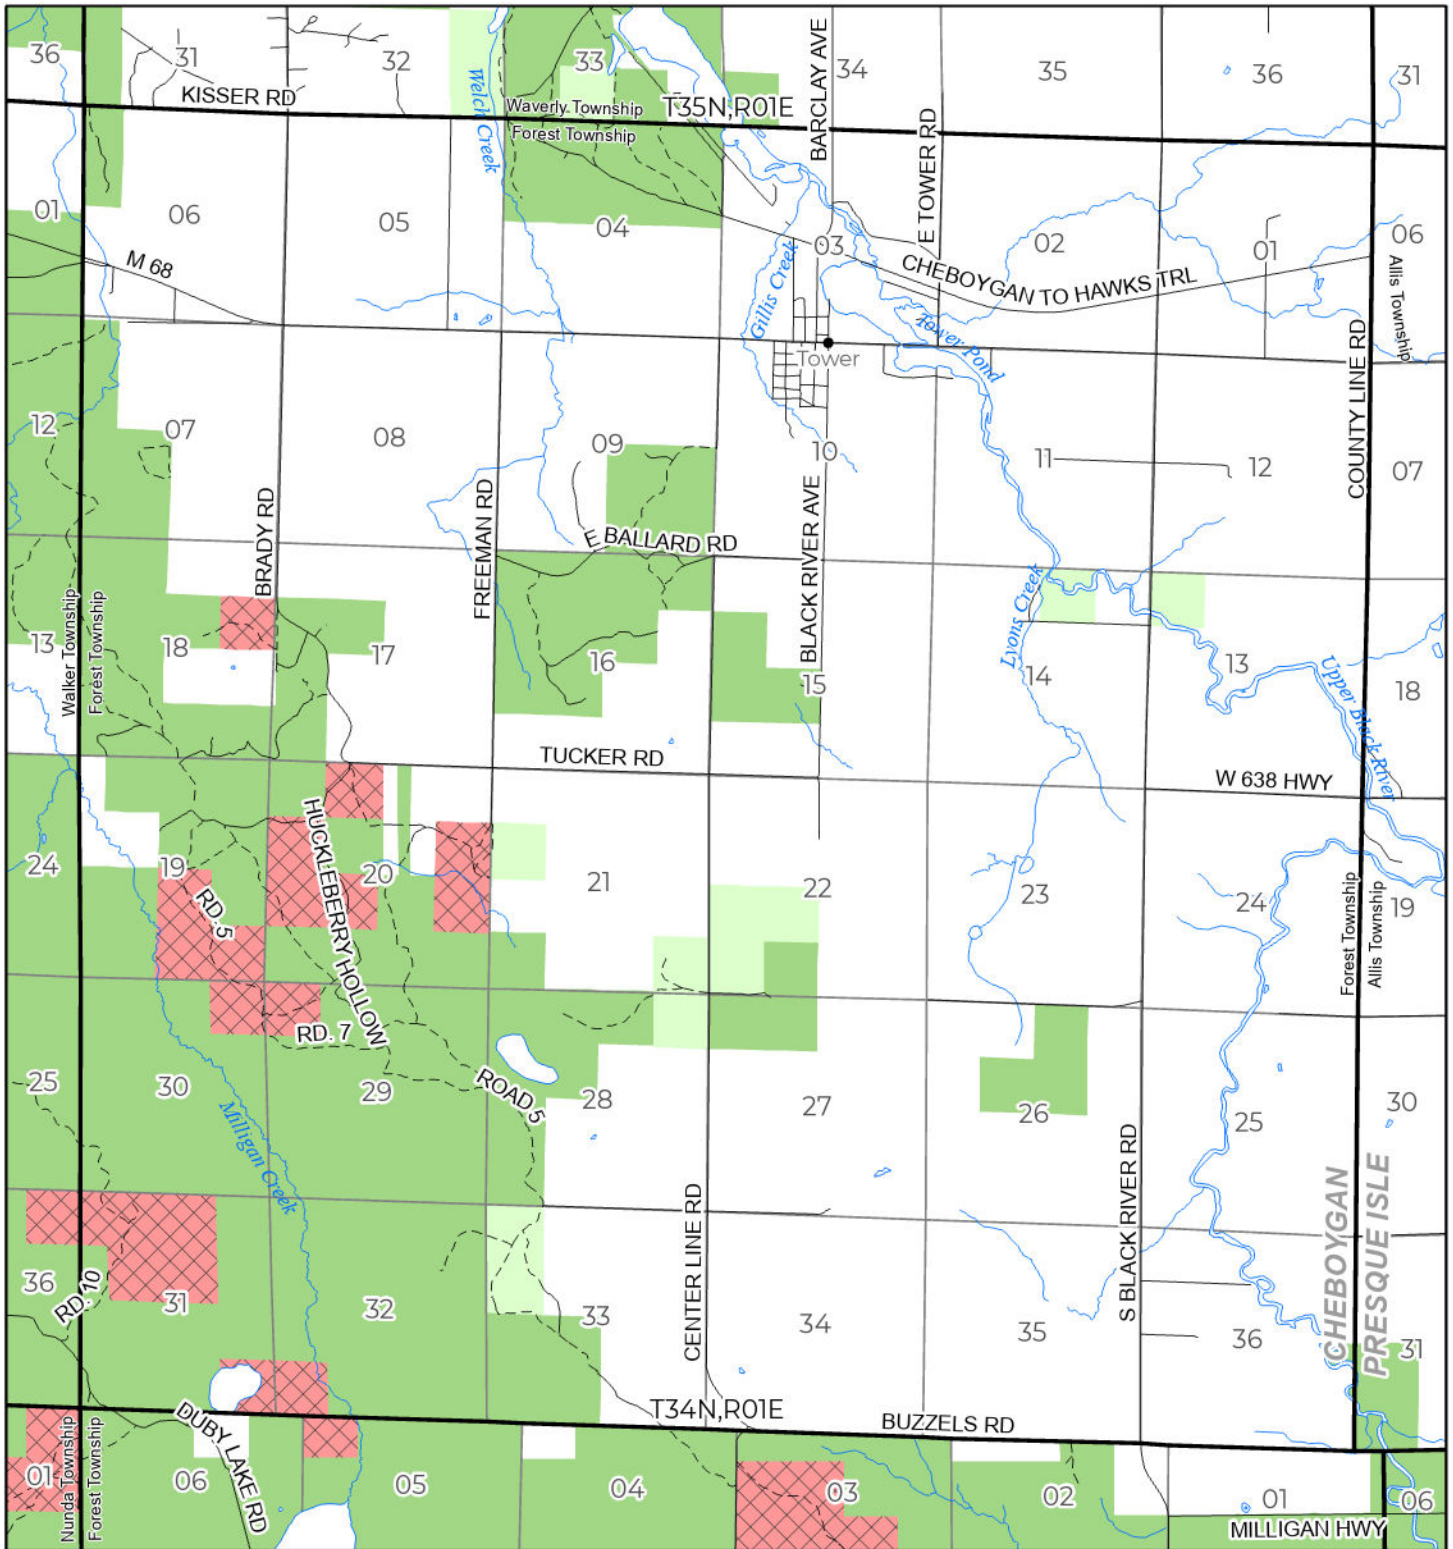 36
31
32
33
34
35
36
31
KISSER RD
Welch Creek
Waverly Township
Forest Township
T35N,R01E
BARCLAY AVE
E TOWER RD
01
06
05
04
03
02
01
06
M 68
Gillis Creek
CHEBOYGAN TO HAWKS TRL
Allis Township
Tower Pond
Tower
COUNTY LINE RD
12
07
08
09
10
11
12
07
BRADY RD
FREEMAN RD
E BALLARD RD
BLACK RIVER AVE
Lyons Creek
Walker Township
Forest Township
13
18
17
16
15
14
13
18
Upper Black River
TUCKER RD
W 638 HWY
HUCKLEBERRY HOLLOW
24
19
20
21
22
23
24
19
RD. 5
Forest Township
Allis Township
RD. 7
ROAD 5
25
30
29
28
27
26
25
30
Milligan Creek
CENTER LINE RD
S BLACK RIVER RD
CHEBOYGAN
PRESQUE ISLE
36
RD. 10
31
32
33
34
35
36
31
T34N,R01E
BUZZELS RD
DUBY LAKE RD
Nunda Township
Forest Township
01
06
05
04
03
02
01
06
MILLIGAN HWY